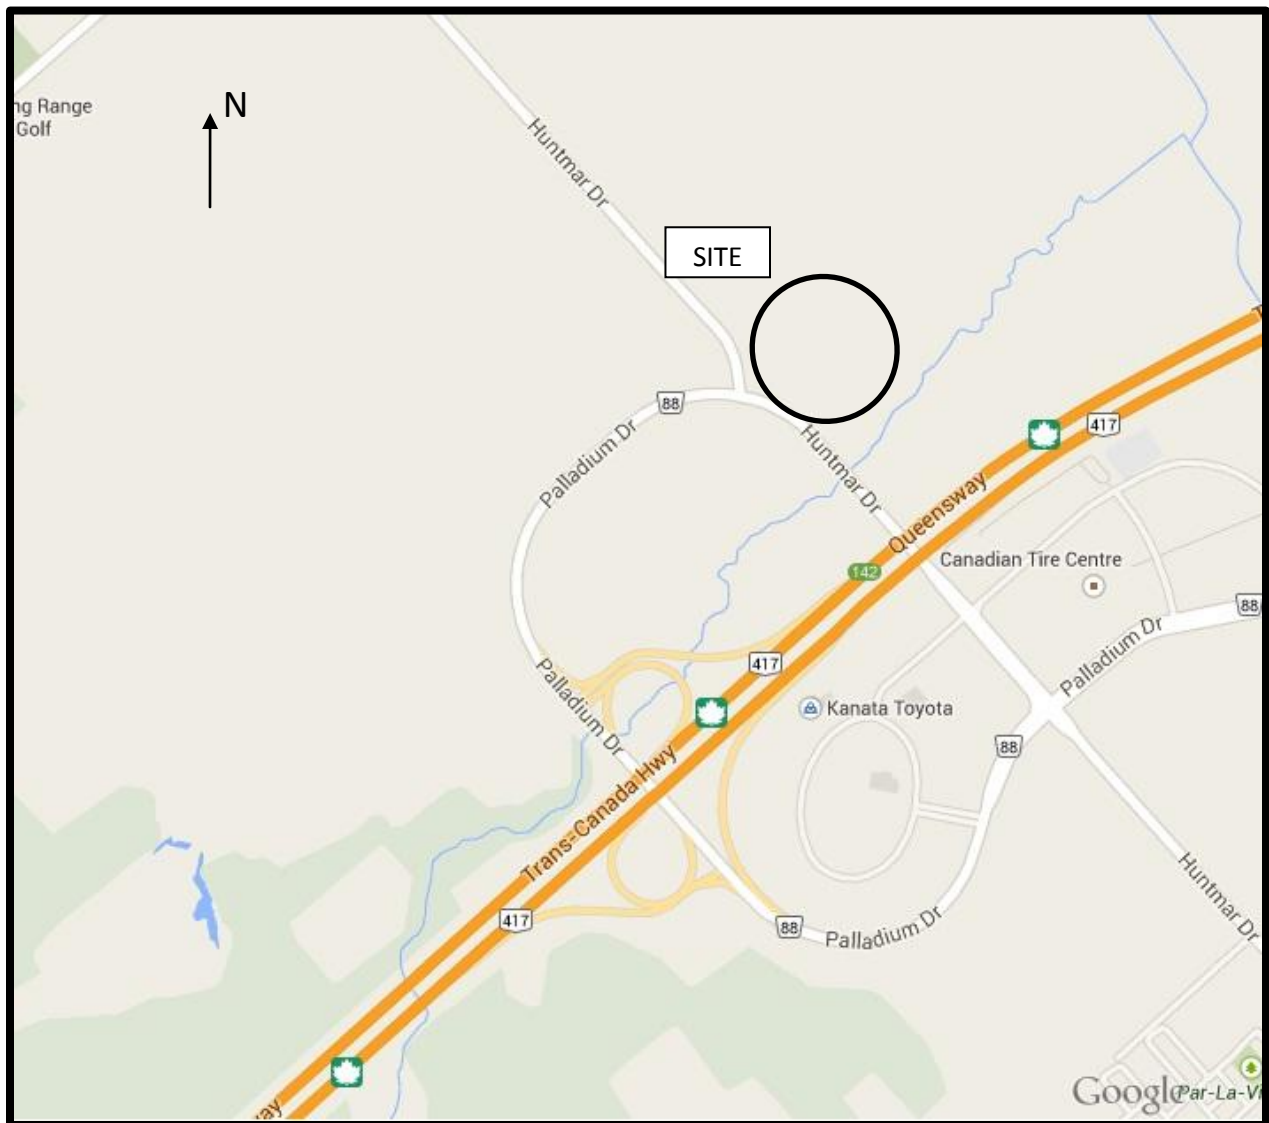 N
ng Range
Golf
Huntmar Dr
SITE
88
Palladium Dr
Huntmar Dr
417
Queensway
Canadian Tire Centre
142
88
Palladium Dr
417
Palladium Dr
Kanata Toyota
88
Trans-Canada Hwy
417
88
Palladium Dr
Huntmar Dr
way
Google
Par-La-Vi